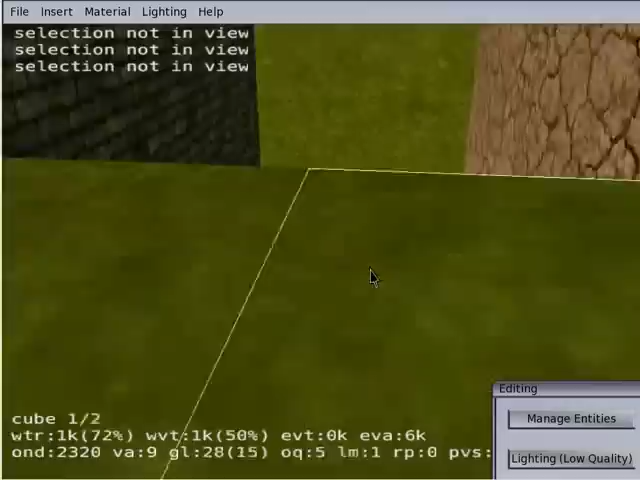 File Insert Material Lighting Help
selection not in view
selection not in view
selection not in view
Editing
cube 1/2
Manage Entities
wtr:1k(72%) wvt:1k(50%) evt:0k eva:6k
ond:2320 va:9 gl:28(15) oq:5 lm:1 rp:0 pvs:
Lighting (Low Quality)